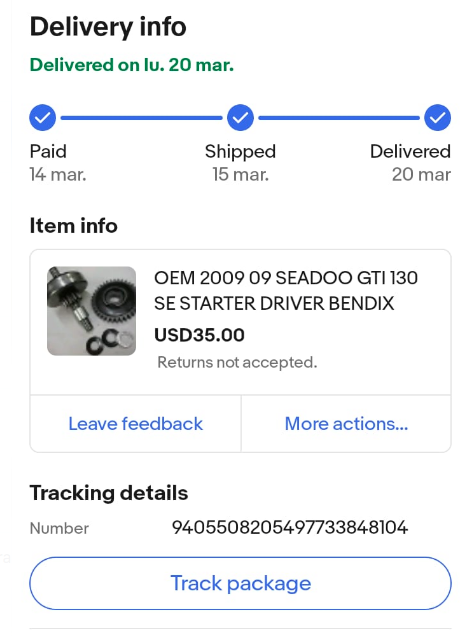 Delivery info
Delivered on lu. 20 mar.
Paid
14 mar.
Shipped
15 mar.
Delivered
20 mar
Item info
OEM 2009 09 SEADOO GTI 130
SE STARTER DRIVER BENDIX
USD35.00
Returns not accepted.
Leave feedback
More actions...
Tracking details
Number
9405508205497733848104
Track package